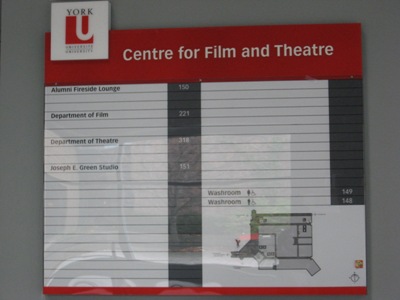 YORK
U
UNIVERSITÉ
UNIVERSITY
Centre for Film and Theatre
Alumni Fireside Lounge 150
Department of Film 221
Department of Theatre 318
Joseph E. Green Studio 151
Washroom 149
Washroom 148